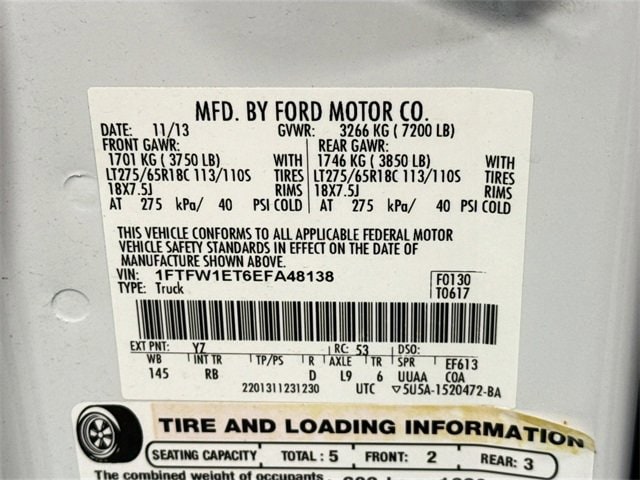 MFD. BY FORD MOTOR CO.
DATE: 11/13 GVWR: 3266 KG ( 7200 LB)
FRONT GAWR: REAR GAWR:
1701 KG ( 3750 LB) WITH 1746 KG ( 3850 LB) WITH
LT275/65R18C 113/110S TIRES LT275/65R18C 113/110S TIRES
18X7.5J RIMS 18X7.5J RIMS
AT 275 kPa/ 40 PSI COLD AT 275 kPa/ 40 PSI COLD
THIS VEHICLE CONFORMS TO ALL APPLICABLE FEDERAL MOTOR
VEHICLE SAFETY STANDARDS IN EFFECT ON THE DATE OF
MANUFACTURE SHOWN ABOVE.
VIN: 1FTFW1ET6EFA48138 F0130
TYPE: Truck T0617
EXT PNT: YZ RC: 53 DSO:
WB INT TR TP/PS R AXLE TR SPR EF613
145 RB D L9 6 UUAA COA
2201311231230 UTC ▽5U5A-1520472-BA
TIRE AND LOADING INFORMATION
SEATING CAPACITY TOTAL: 5 FRONT: 2 REAR: 3
The combined weight of occupants